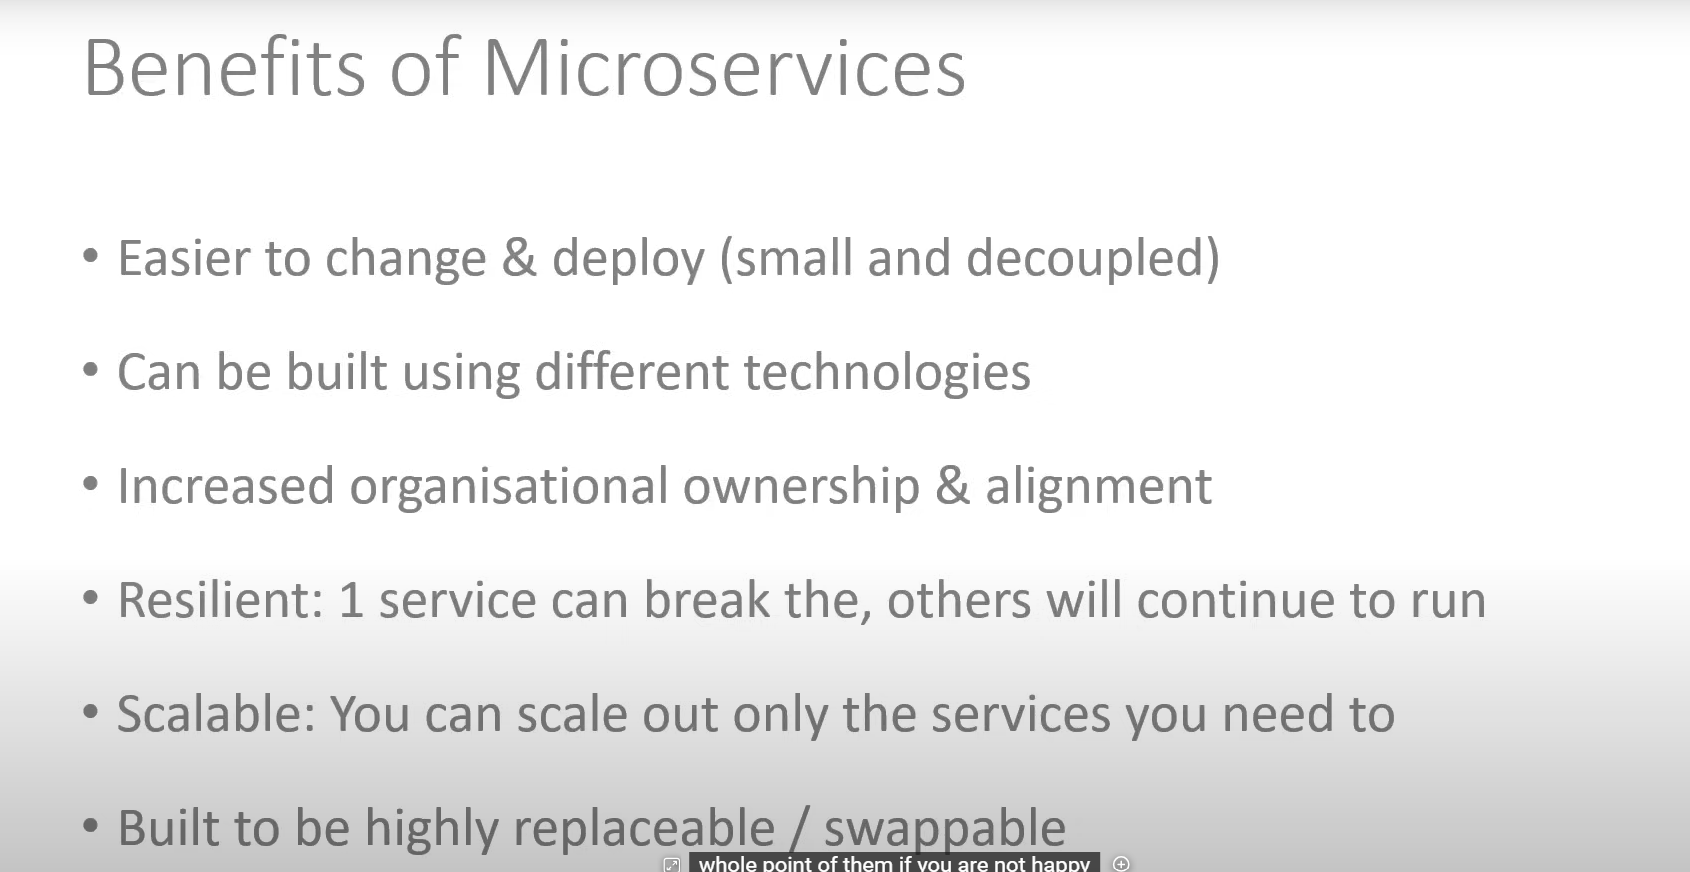 Benefits of Microservices
• Easier to change & deploy (small and decoupled)
• Can be built using different technologies
• Increased organisational ownership & alignment
• Resilient: 1 service can break the, others will continue to run
• Scalable: You can scale out only the services you need to
• Built to be highly replaceable / swappable
whole point of them if you are not happy